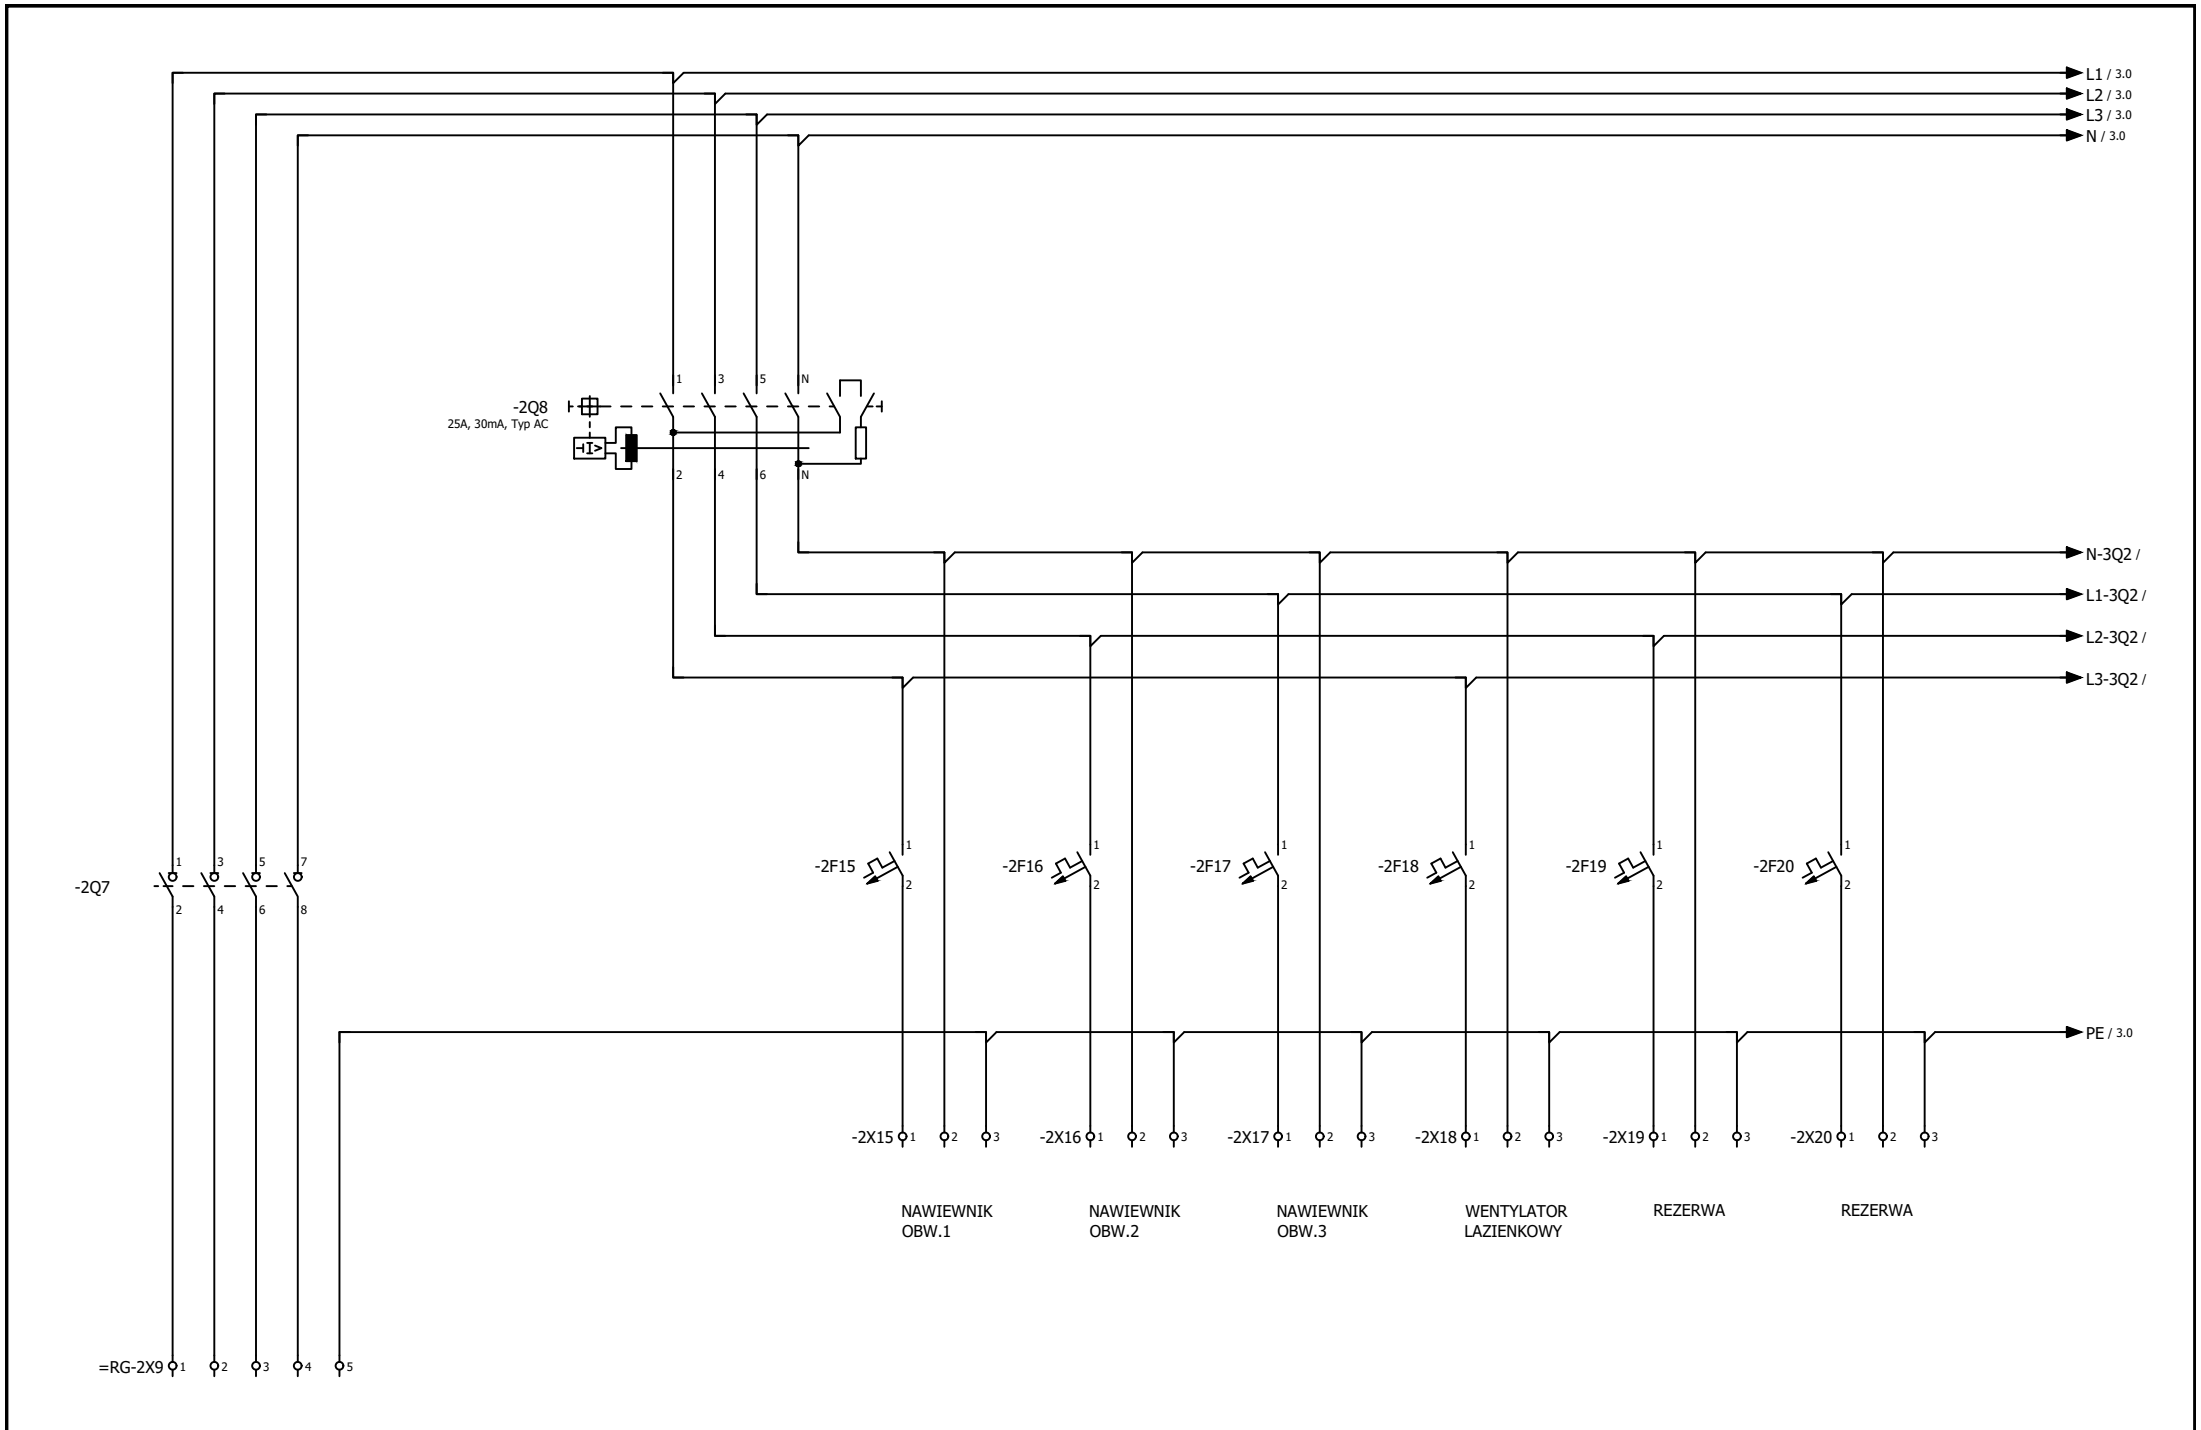 L1 / 3.0
L2 / 3.0
L3 / 3.0
N / 3.0
1 3 5 N
-2Q8
25A, 30mA, Typ AC
I>
2 4 6 N
N-3Q2 /
L1-3Q2 /
L2-3Q2 /
L3-3Q2 /
1 3 5 7
-2Q7
2 4 6 8
1 1 1 1 1 1
-2F15 -2F16 -2F17 -2F18 -2F19 -2F20
2 2 2 2 2 2
PE / 3.0
-2X15 1 2 3 -2X16 1 2 3 -2X17 1 2 3 -2X18 1 2 3 -2X19 1 2 3 -2X20 1 2 3
NAWIEWNIK
OBW.1
NAWIEWNIK
OBW.2
NAWIEWNIK
OBW.3
WENTYLATOR
LAZIENKOWY
REZERWA
REZERWA
=RG-2X9 1 2 3 4 5